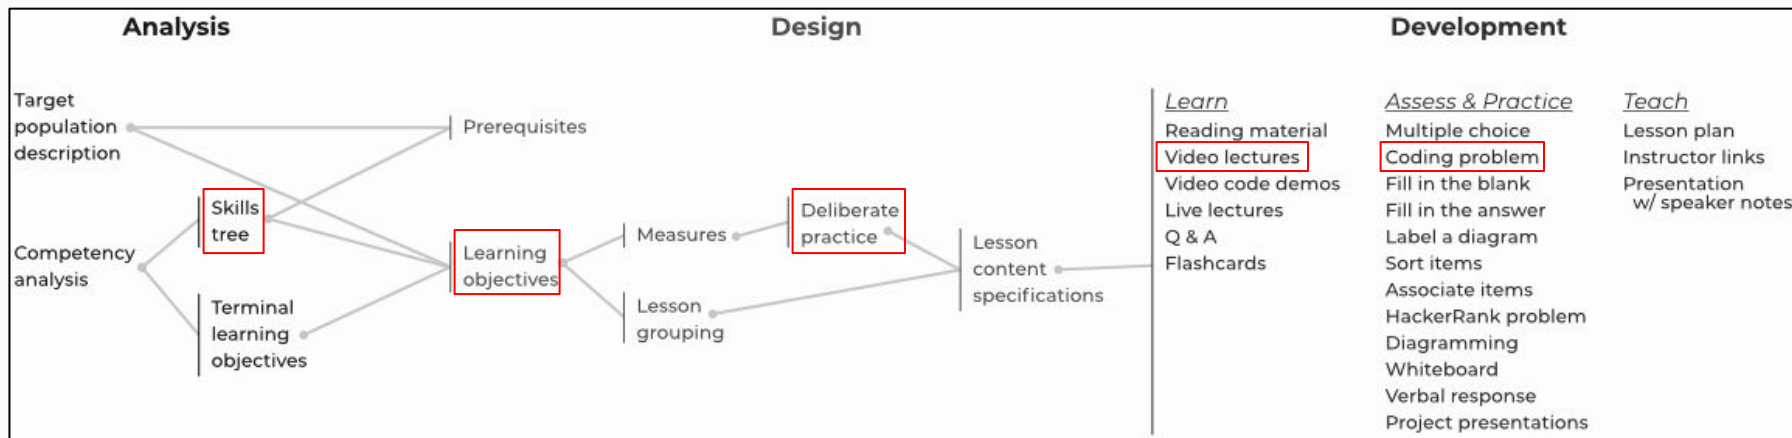 Analysis
Design
Development
Target
population
description
Prerequisites
Skills
tree
Competency
analysis
Terminal
learning
objectives
Learning
objectives
Measures
Deliberate
practice
Lesson
grouping
Lesson
content
specifications
Learn
Reading material
Video lectures
Video code demos
Live lectures
Q & A
Flashcards
Assess & Practice
Multiple choice
Coding problem
Fill in the blank
Fill in the answer
Label a diagram
Sort items
Associate items
HackerRank problem
Diagramming
Whiteboard
Verbal response
Project presentations
Teach
Lesson plan
Instructor links
Presentation
w/ speaker notes